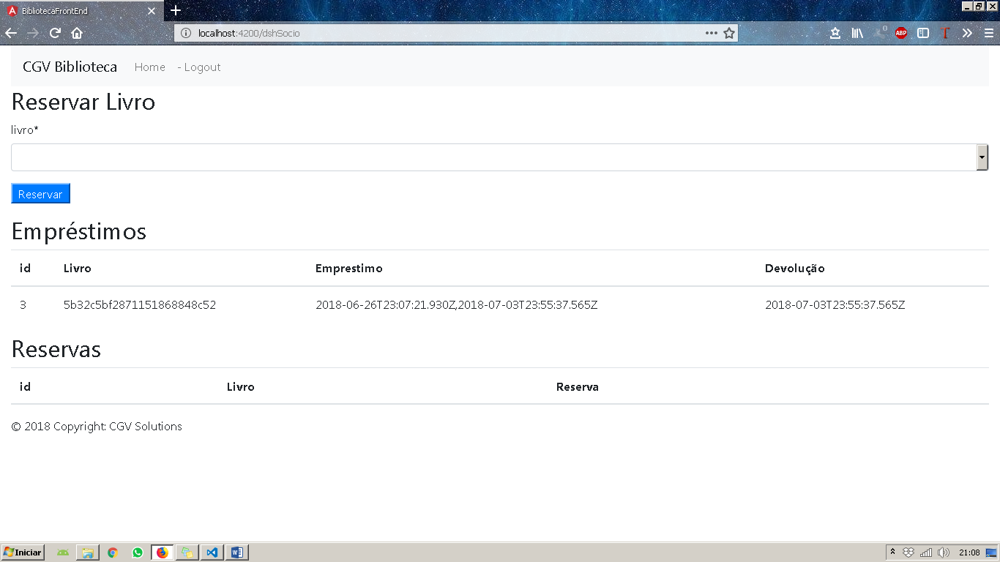 BibliotecaFrontEnd
localhost:4200/dshSocio
0
ABP
T
CGV Biblioteca Home - Logout
Reservar Livro
livro*
Reservar
Empréstimos
id Livro Emprestimo Devolução
3 5b32c5bf2871151868848c52 2018-06-26T23:07:21.930Z,2018-07-03T23:55:37.565Z 2018-07-03T23:55:37.565Z
Reservas
id Livro Reserva
© 2018 Copyright: CGV Solutions
Iniciar 21:08